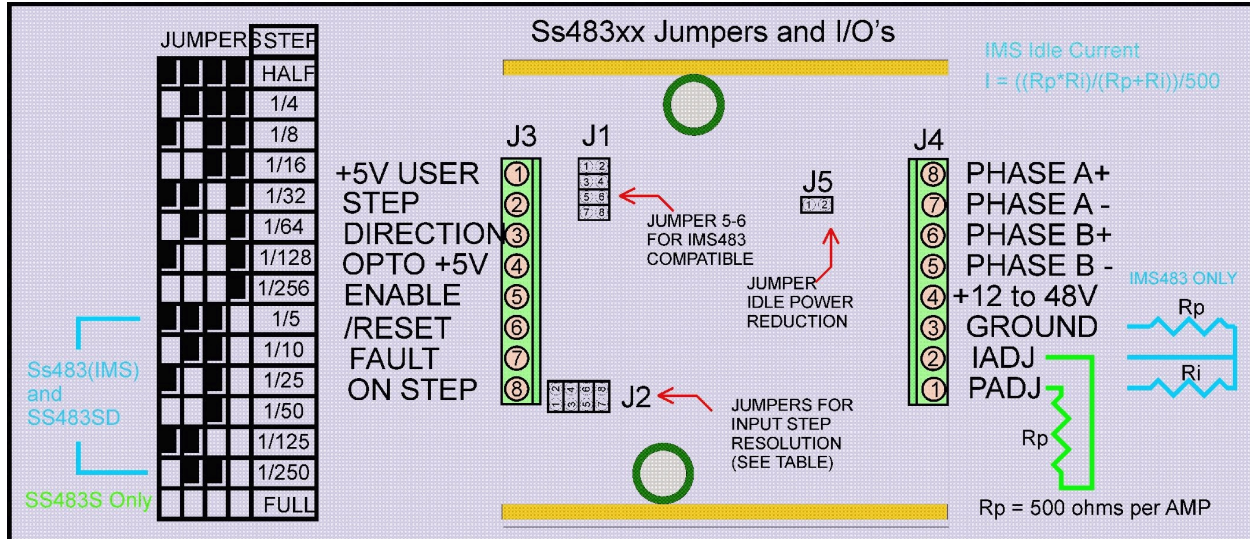 Ss483xx Jumpers and I/O's
JUMPERS STEP
HALF
1/4
1/8
1/16
1/32
1/64
1/128
1/256
1/5
1/10
1/25
1/50
1/125
1/250
FULL
Ss483(IMS)
and
SS483SD
SS483S Only
J3
+5V USER
STEP
DIRECTION
OPTO +5V
ENABLE
/RESET
FAULT
ON STEP
1
2
3
4
5
6
7
8
J1
1 2
3 4
5 6
7 8
JUMPER 5-6
FOR IMS483
COMPATIBLE
J5
1 2
JUMPER
IDLE POWER
REDUCTION
1 2
3 4
5 6
7 8
J2
JUMPERS FOR
INPUT STEP
RESOLUTION
(SEE TABLE)
J4
8 PHASE A+
7 PHASE A -
6 PHASE B+
5 PHASE B -
4 +12 to 48V
3 GROUND
2 IADJ
1 PADJ
IMS Idle Current
I = ((Rp*Ri)/(Rp+Ri))/500
IMS483 ONLY
Rp
Ri
Rp
Rp = 500 ohms per AMP